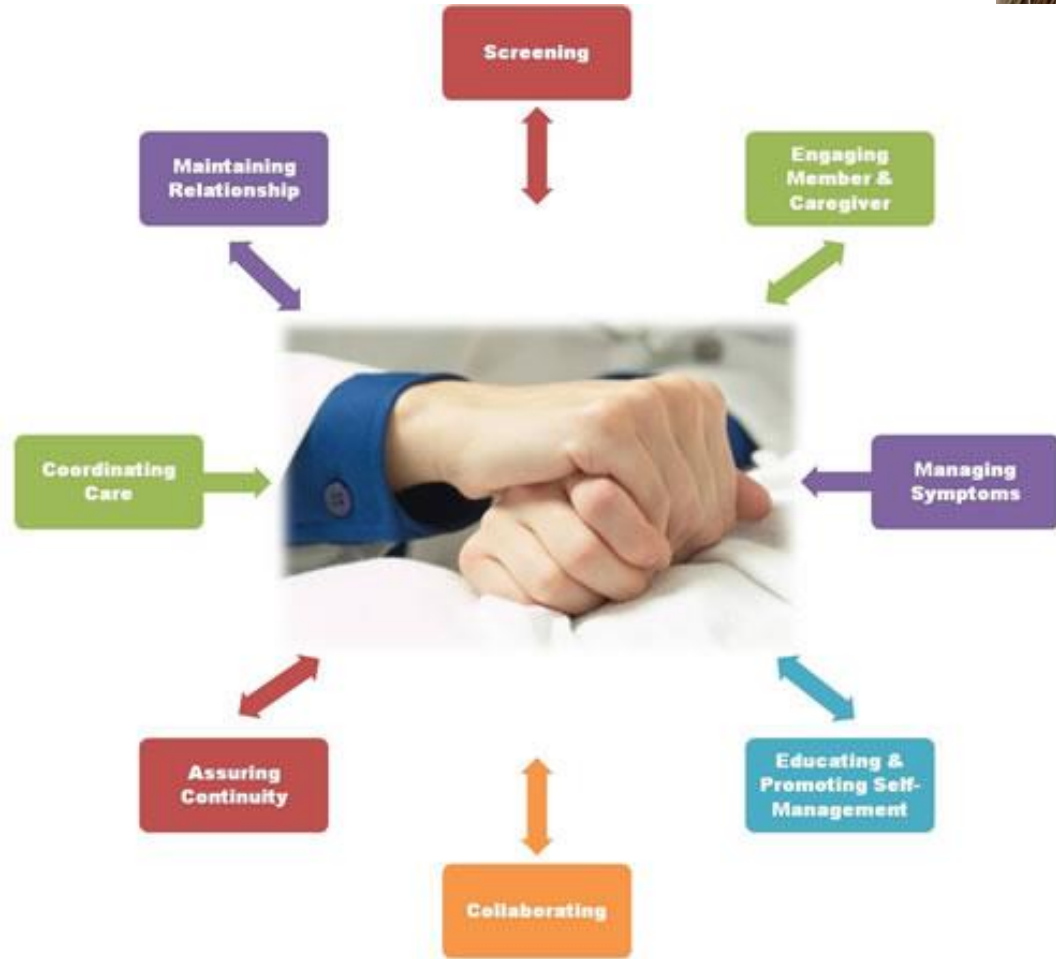 Screening
Engaging
Member &
Caregiver
Managing
Symptoms
Educating &
Promoting Self-
Management
Collaborating
Assuring
Continuity
Coordinating
Care
Maintaining
Relationship